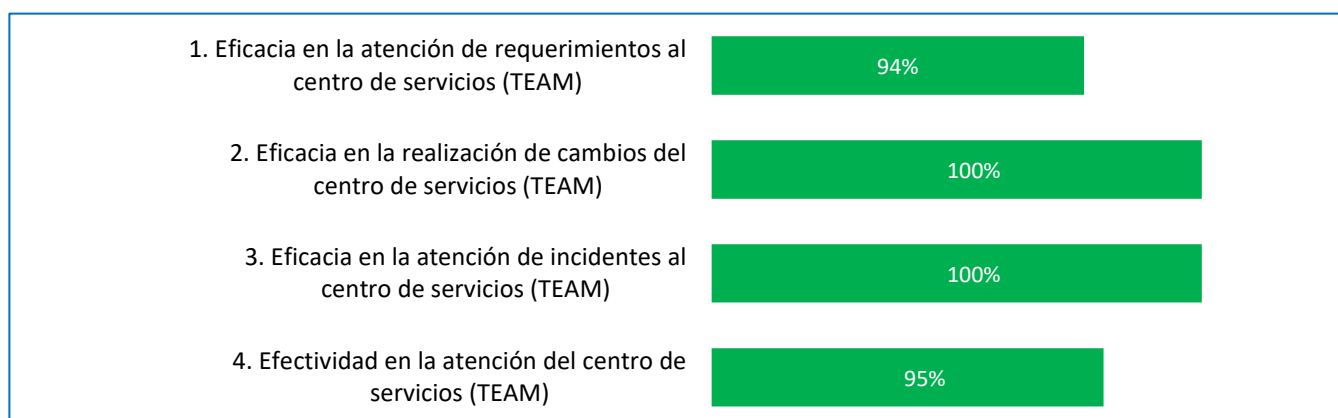 1. Eficacia en la atención de requerimientos al
centro de servicios (TEAM)
94%
2. Eficacia en la realización de cambios del
centro de servicios (TEAM)
100%
3. Eficacia en la atención de incidentes al
centro de servicios (TEAM)
100%
4. Efectividad en la atención del centro de
servicios (TEAM)
95%